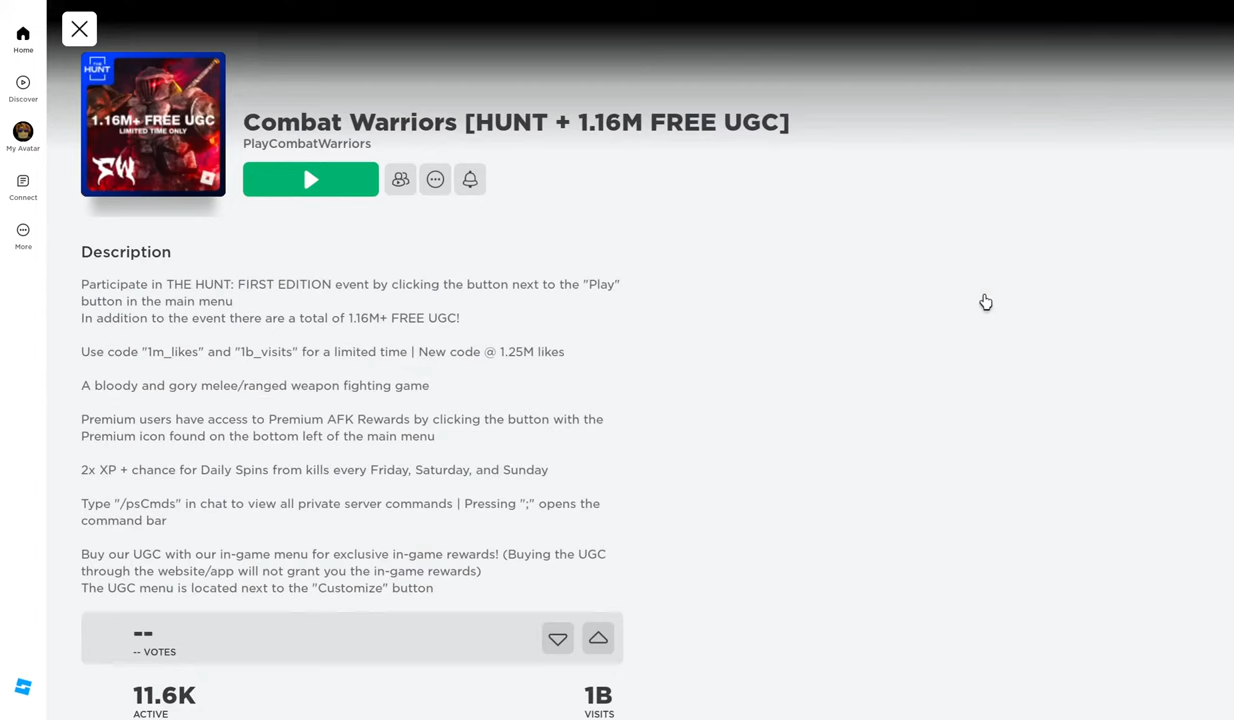 Home
Discover
My Avatar
Connect
More
THE
HUNT
1.16M+ FREE UGC
LIMITED TIME ONLY
CW
Combat Warriors [HUNT + 1.16M FREE UGC]
PlayCombatWarriors
Description
Participate in THE HUNT: FIRST EDITION event by clicking the button next to the "Play"
button in the main menu
In addition to the event there are a total of 1.16M+ FREE UGC!
Use code "1m_likes" and "1b_visits" for a limited time | New code @ 1.25M likes
A bloody and gory melee/ranged weapon fighting game
Premium users have access to Premium AFK Rewards by clicking the button with the
Premium icon found on the bottom left of the main menu
2x XP + chance for Daily Spins from kills every Friday, Saturday, and Sunday
Type "/psCmds" in chat to view all private server commands | Pressing ";" opens the
command bar
Buy our UGC with our in-game menu for exclusive in-game rewards! (Buying the UGC
through the website/app will not grant you the in-game rewards)
The UGC menu is located next to the "Customize" button
--
-- VOTES
11.6K
ACTIVE
1B
VISITS